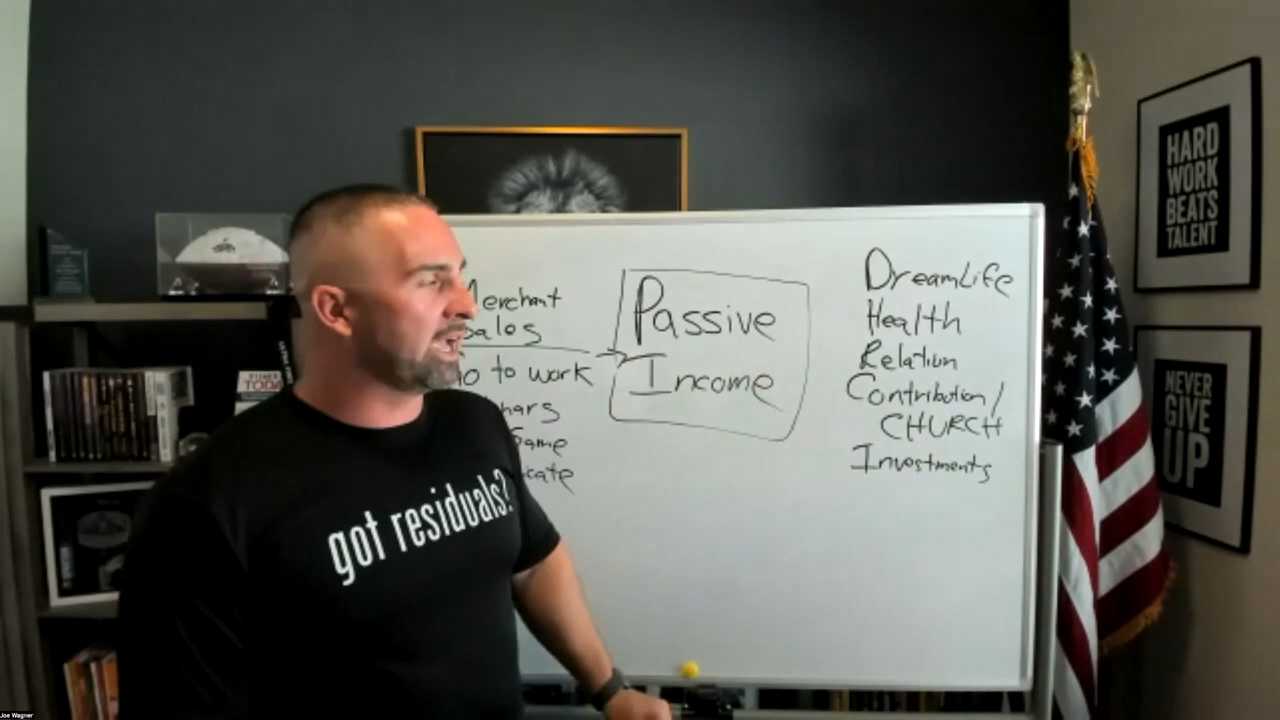 Merchant
Sales
Go to work
Passive
Income
DreamLife
Health
Relation
Contribution/
CHURCH
Investments
got residuals?
HARD
WORK
BEATS
TALENT
NEVER
GIVE
UP
Joe Wagner